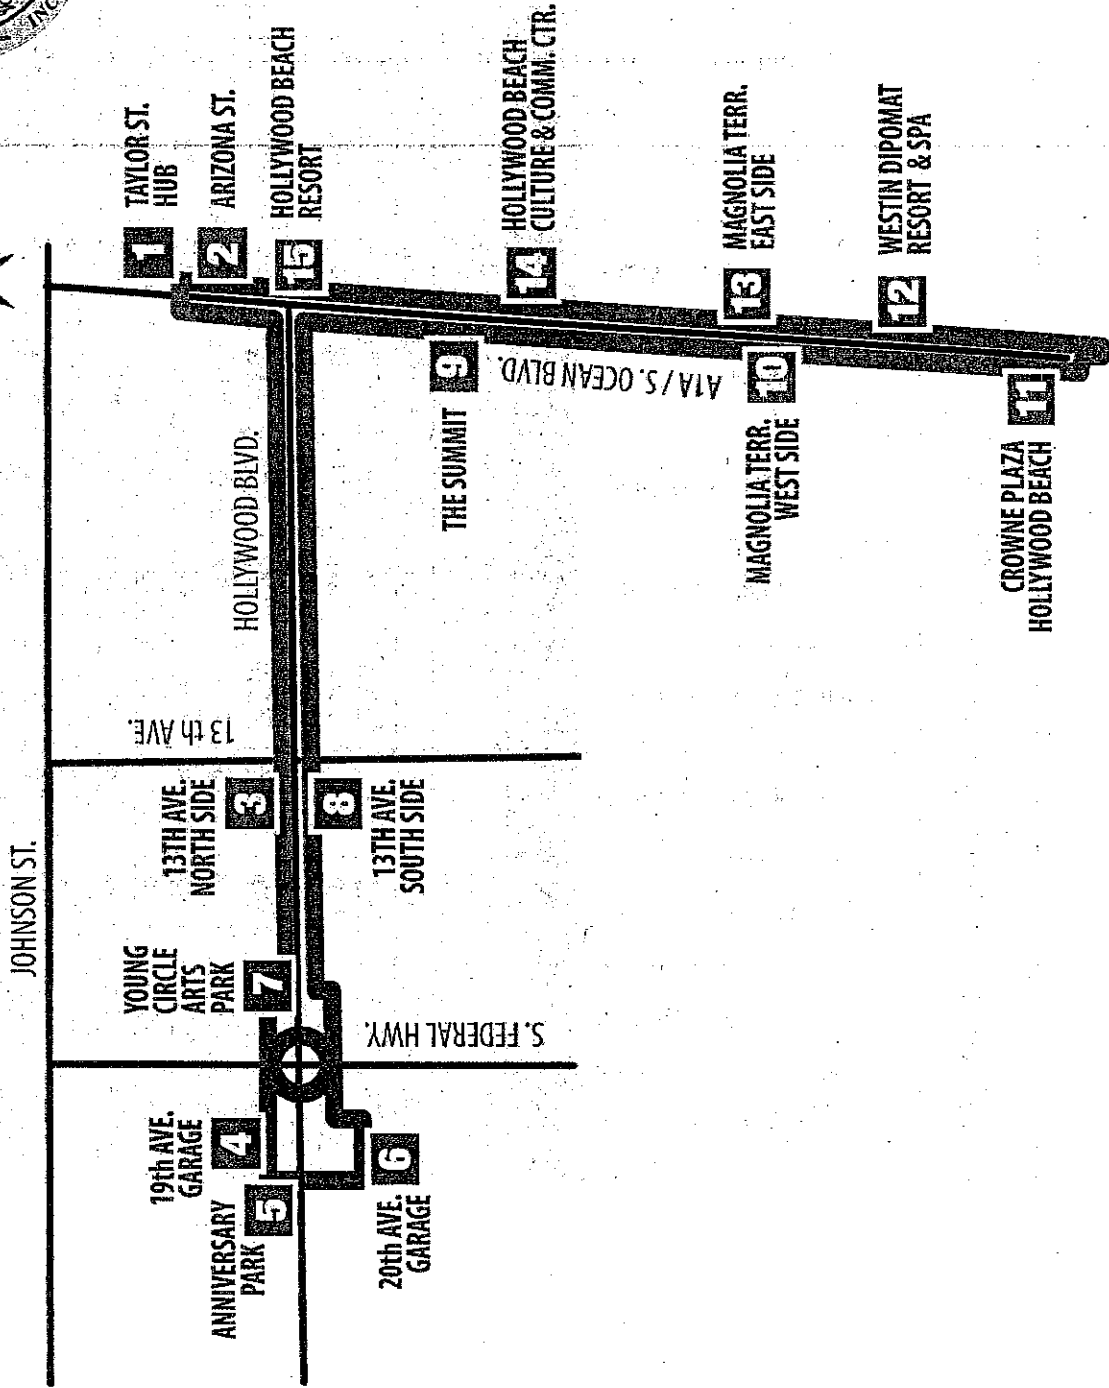 INC
JOHNSON ST.
TAYLOR ST.
HUB
1
ARIZONA ST.
2
HOLLYWOOD BEACH
RESORT
15
HOLLYWOOD BLVD.
13 th AVE.
13TH AVE.
NORTH SIDE
3
13TH AVE.
SOUTH SIDE
8
YOUNG
CIRCLE
ARTS
PARK
7
S. FEDERAL HWY.
19th AVE.
GARAGE
4
ANNIVERSARY
PARK
5
20th AVE.
GARAGE
6
THE SUMMIT
9
A1A / S. OCEAN BLVD.
HOLLYWOOD BEACH
CULTURE & COMM. CTR.
14
MAGNOLIA TERR.
EAST SIDE
13
MAGNOLIA TERR.
WEST SIDE
10
WESTIN DIPOMAT
RESORT & SPA
12
CROWNE PLAZA
HOLLYWOOD BEACH
11